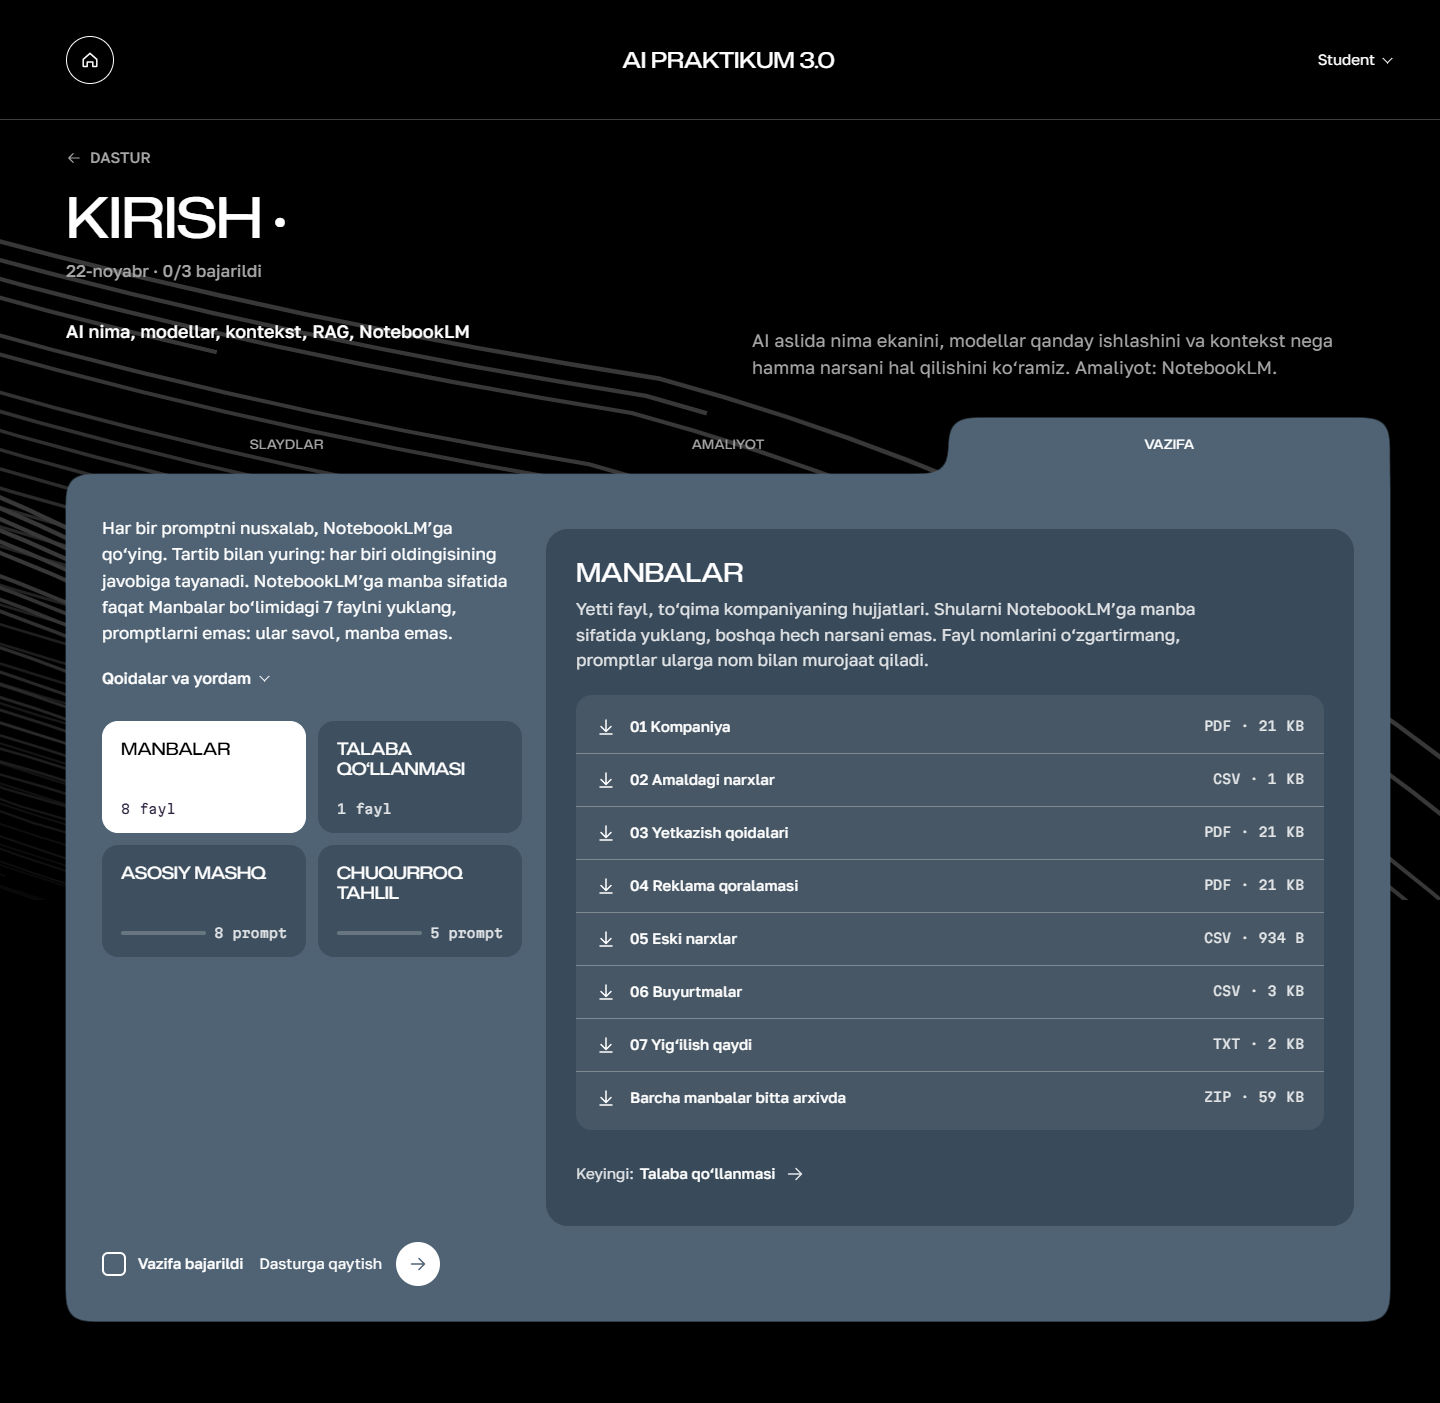 AI PRAKTIKUM 3.0
Student
DASTUR
KIRISH •
22-noyabr · 0/3 bajarildi
AI nima, modellar, kontekst, RAG, NotebookLM
AI aslida nima ekanini, modellar qanday ishlashini va kontekst nega
hamma narsani hal qilishini ko‘ramiz. Amaliyot: NotebookLM.
SLAYDLAR
AMALIYOT
VAZIFA
Har bir promptni nusxalab, NotebookLM’ga
qo‘ying. Tartib bilan yuring: har biri oldingisining
javobiga tayanadi. NotebookLM’ga manba sifatida
faqat Manbalar bo‘limidagi 7 faylni yuklang,
promptlarni emas: ular savol, manba emas.
Qoidalar va yordam
MANBALAR
8 fayl
TALABA
QO‘LLANMASI
1 fayl
ASOSIY MASHQ
8 prompt
CHUQURROQ
TAHLIL
5 prompt
MANBALAR
Yetti fayl, to‘qima kompaniyaning hujjatlari. Shularni NotebookLM’ga manba
sifatida yuklang, boshqa hech narsani emas. Fayl nomlarini o‘zgartirmang,
promptlar ularga nom bilan murojaat qiladi.
01 Kompaniya PDF · 21 KB
02 Amaldagi narxlar CSV · 1 KB
03 Yetkazish qoidalari PDF · 21 KB
04 Reklama qoralamasi PDF · 21 KB
05 Eski narxlar CSV · 934 B
06 Buyurtmalar CSV · 3 KB
07 Yig‘ilish qaydi TXT · 2 KB
Barcha manbalar bitta arxivda ZIP · 59 KB
Keyingi: Talaba qo‘llanmasi
Vazifa bajarildi Dasturga qaytish